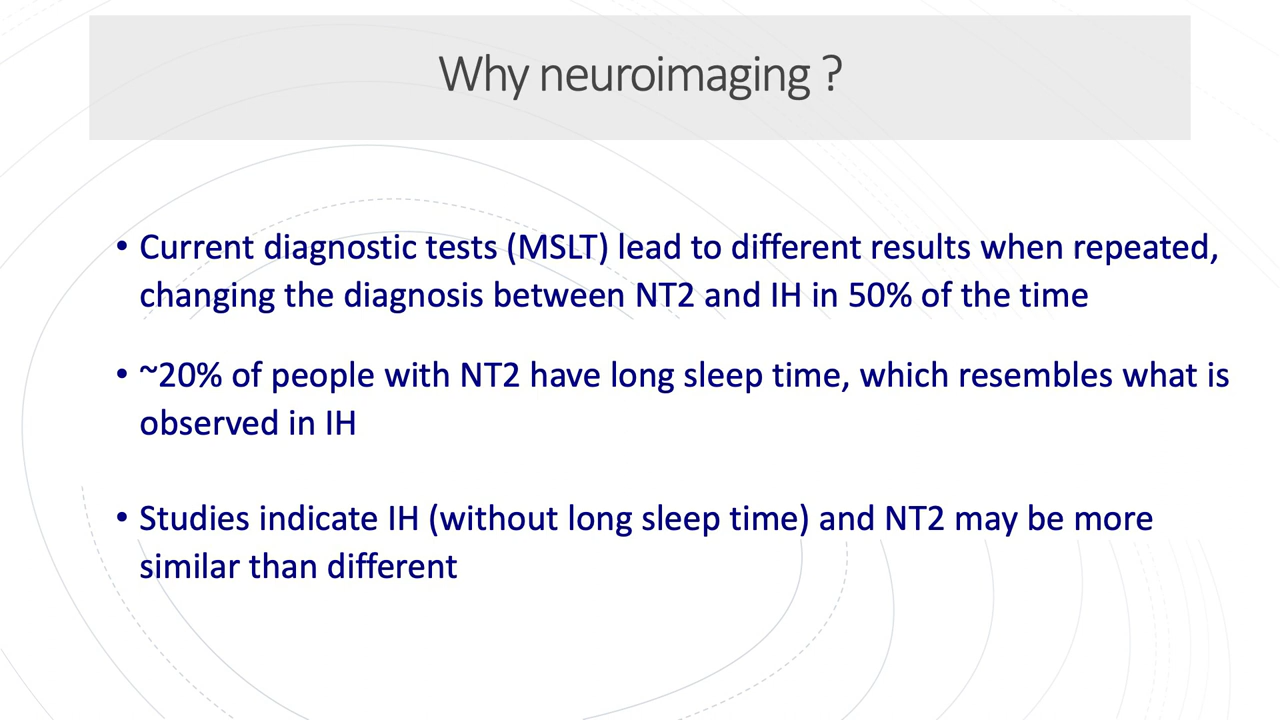 Why neuroimaging ?
• Current diagnostic tests (MSLT) lead to different results when repeated,
changing the diagnosis between NT2 and IH in 50% of the time
• ~20% of people with NT2 have long sleep time, which resembles what is
observed in IH
• Studies indicate IH (without long sleep time) and NT2 may be more
similar than different